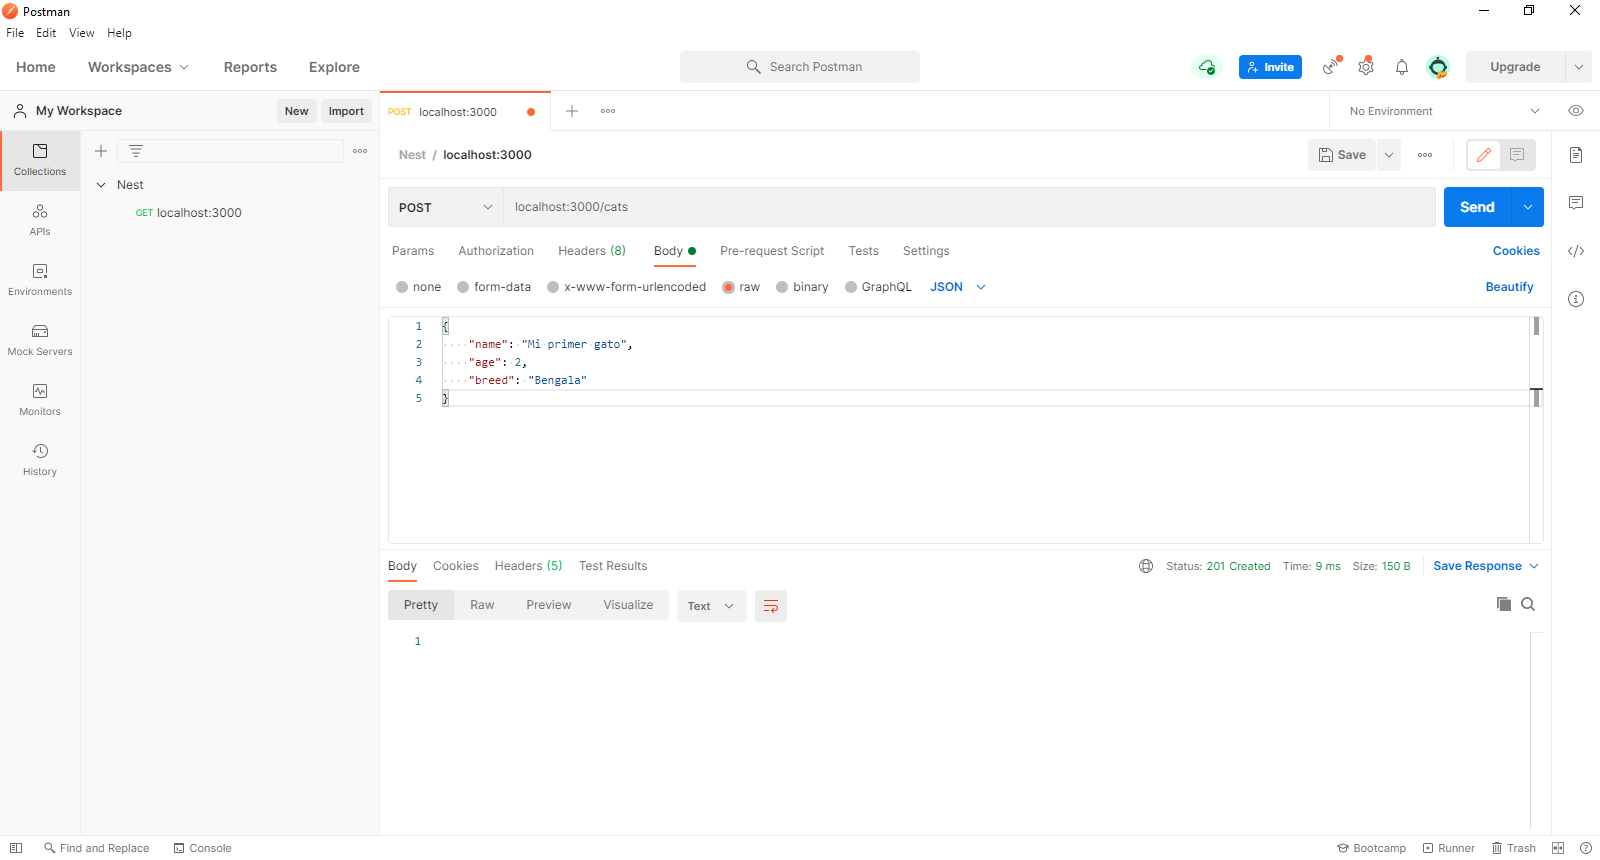 Postman
File Edit View Help
Home Workspaces Reports Explore
Search Postman
Invite
Upgrade
My Workspace
New
Import
POST localhost:3000
No Environment
Collections
Nest
GET localhost:3000
APIs
Environments
Mock Servers
Monitors
History
Nest / localhost:3000
Save
POST
localhost:3000/cats
Send
Params Authorization Headers (8) Body Pre-request Script Tests Settings
Cookies
none form-data x-www-form-urlencoded raw binary GraphQL JSON
Beautify
1 {
2 "name": "Mi primer gato",
3 "age": 2,
4 "breed": "Bengala"
5 }
Body Cookies Headers (5) Test Results
Status: 201 Created Time: 9 ms Size: 150 B Save Response
Pretty Raw Preview Visualize Text
1
Find and Replace Console
Bootcamp Runner Trash